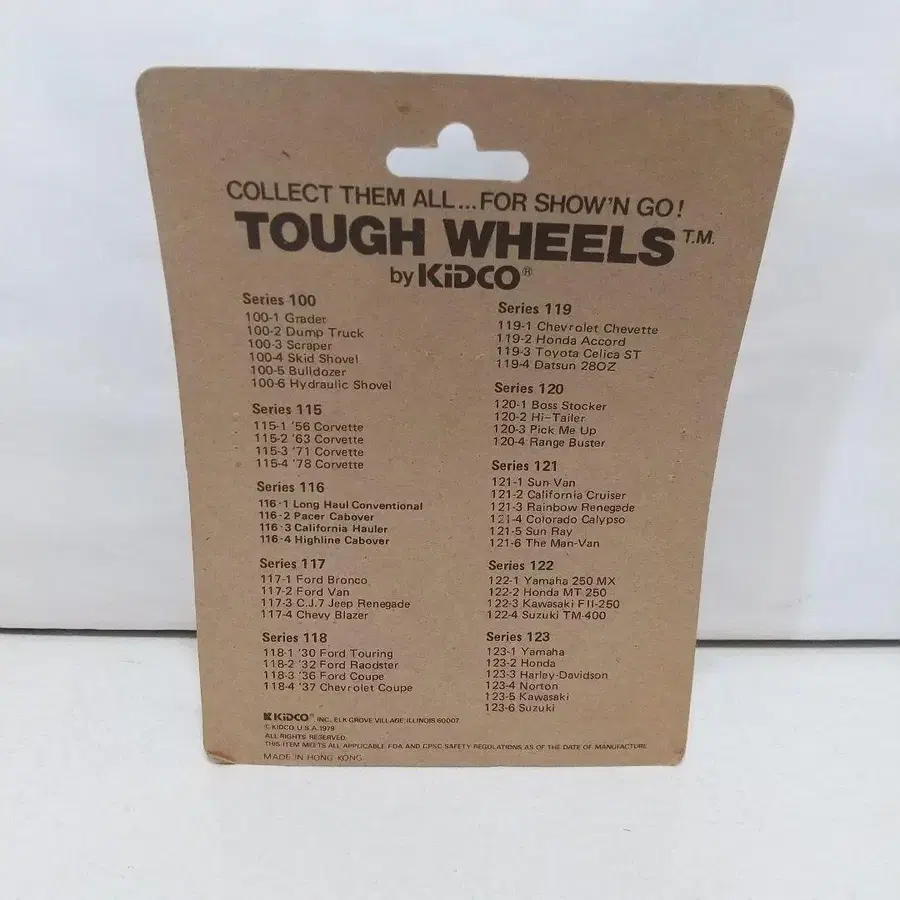 COLLECT THEM ALL...FOR SHOW'N GO!
TOUGH WHEELS T.M.
by KiDCO®
Series 100
100-1 Grader
100-2 Dump Truck
100-3 Scraper
100-4 Skid Shovel
100-5 Bulldozer
100-6 Hydraulic Shovel
Series 115
115-1 '56 Corvette
115-2 '63 Corvette
115-3 '71 Corvette
115-4 '78 Corvette
Series 116
116-1 Long Haul Conventional
116-2 Pacer Cabover
116-3 California Hauler
116-4 Highline Cabover
Series 117
117-1 Ford Bronco
117-2 Ford Van
117-3 C.J.7 Jeep Renegade
117-4 Chevy Blazer
Series 118
118-1 '30 Ford Touring
118-2 '32 Ford Raodster
118-3 '36 Ford Coupe
118-4 '37 Chevrolet Coupe
Series 119
119-1 Chevrolet Chevette
119-2 Honda Accord
119-3 Toyota Celica ST
119-4 Datsun 280Z
Series 120
120-1 Boss Stocker
120-2 Hi-Tailer
120-3 Pick Me Up
120-4 Range Buster
Series 121
121-1 Sun Van
121-2 California Cruiser
121-3 Rainbow Renegade
121-4 Colorado Calypso
121-5 Sun Ray
121-6 The Man-Van
Series 122
122-1 Yamaha 250 MX
122-2 Honda MT 250
122-3 Kawasaki FII-250
122-4 Suzuki TM-400
Series 123
123-1 Yamaha
123-2 Honda
123-3 Harley-Davidson
123-4 Norton
123-5 Kawasaki
123-6 Suzuki
KiDCO® INC. ELK GROVE VILLAGE, ILLINOIS 60007
© KIDCO U.S.A. 1979
ALL RIGHTS RESERVED.
THIS ITEM MEETS ALL APPLICABLE FDA AND CPSC SAFETY REGULATIONS AS OF THE DATE OF MANUFACTURE
MADE IN HONG KONG